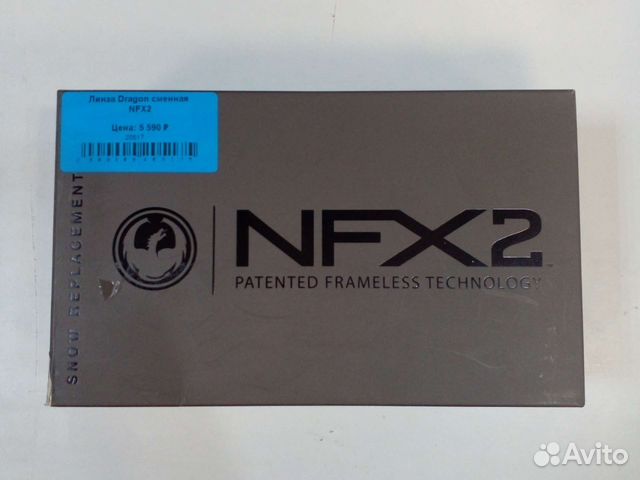 Линза Dragon сменная
NFX2
Цена: 5 590 ₽
SNOW REPLACEMENT
NFX2
PATENTED FRAMELESS TECHNOLOGY
Avito